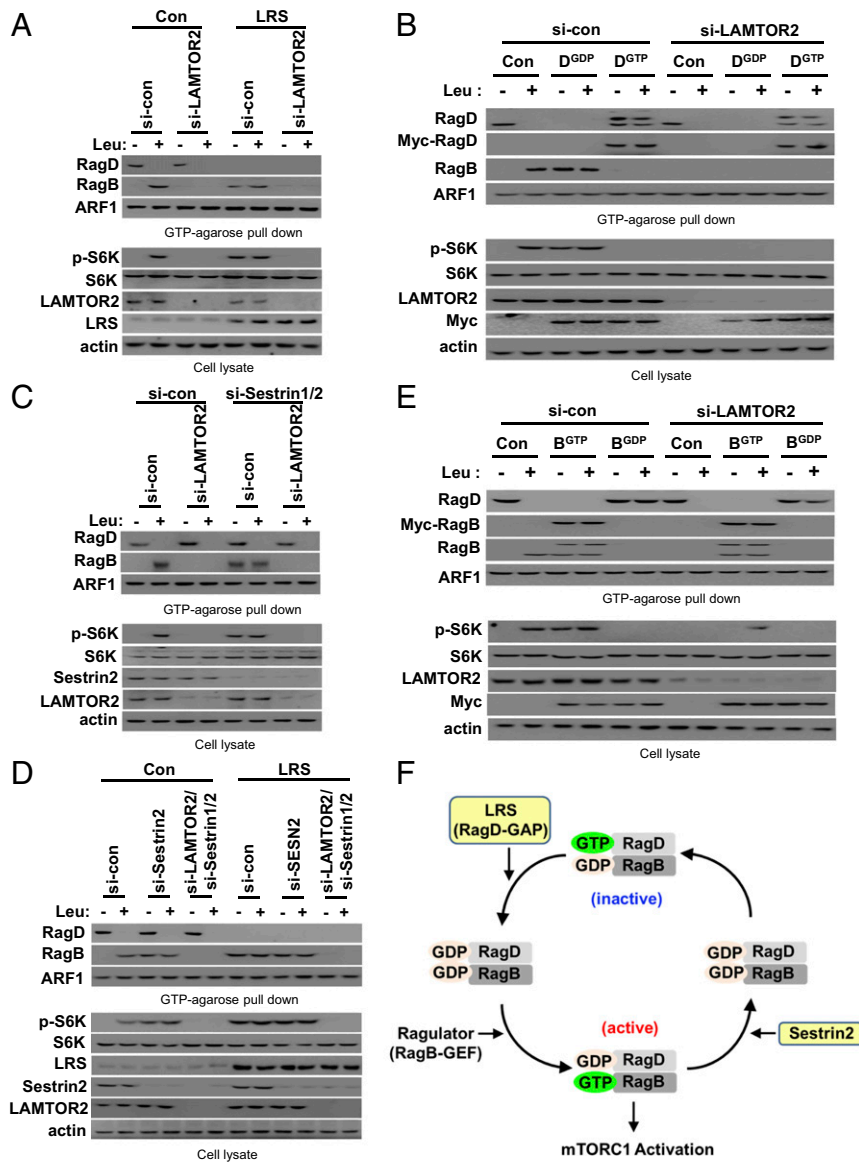 A
Con LRS
si-con si-LAMTOR2 si-con si-LAMTOR2
Leu: - + - + - + - +
RagD
RagB
ARF1
GTP-agarose pull down
p-S6K
S6K
LAMTOR2
LRS
actin
Cell lysate
B
si-con si-LAMTOR2
Con DGDP DGTP Con DGDP DGTP
Leu : - + - + - + - + - + - +
RagD
Myc-RagD
RagB
ARF1
GTP-agarose pull down
p-S6K
S6K
LAMTOR2
Myc
actin
Cell lysate
C
si-con si-Sestrin1/2
si-con si-LAMTOR2 si-con si-LAMTOR2
Leu: - + - + - + - +
RagD
RagB
ARF1
GTP-agarose pull down
p-S6K
S6K
Sestrin2
LAMTOR2
actin
Cell lysate
E
si-con si-LAMTOR2
Con BGTP BGDP Con BGTP BGDP
Leu : - + - + - + - + - + - +
RagD
Myc-RagB
RagB
ARF1
GTP-agarose pull down
p-S6K
S6K
LAMTOR2
Myc
actin
Cell lysate
D
Con LRS
si-con si-Sestrin2 si-LAMTOR2/ si-Sestrin1/2 si-con si-SESN2 si-LAMTOR2/ si-Sestrin1/2
Leu: - + - + - + - + - + - +
RagD
RagB
ARF1
GTP-agarose pull down
p-S6K
S6K
LRS
Sestrin2
LAMTOR2
actin
Cell lysate
F
LRS
(RagD-GAP)
GTP RagD
GDP RagB
(inactive)
GDP RagD
GDP RagB
GDP RagD
GDP RagB
Ragulator
(RagB-GEF)
(active)
GDP RagD
GTP RagB
Sestrin2
mTORC1 Activation